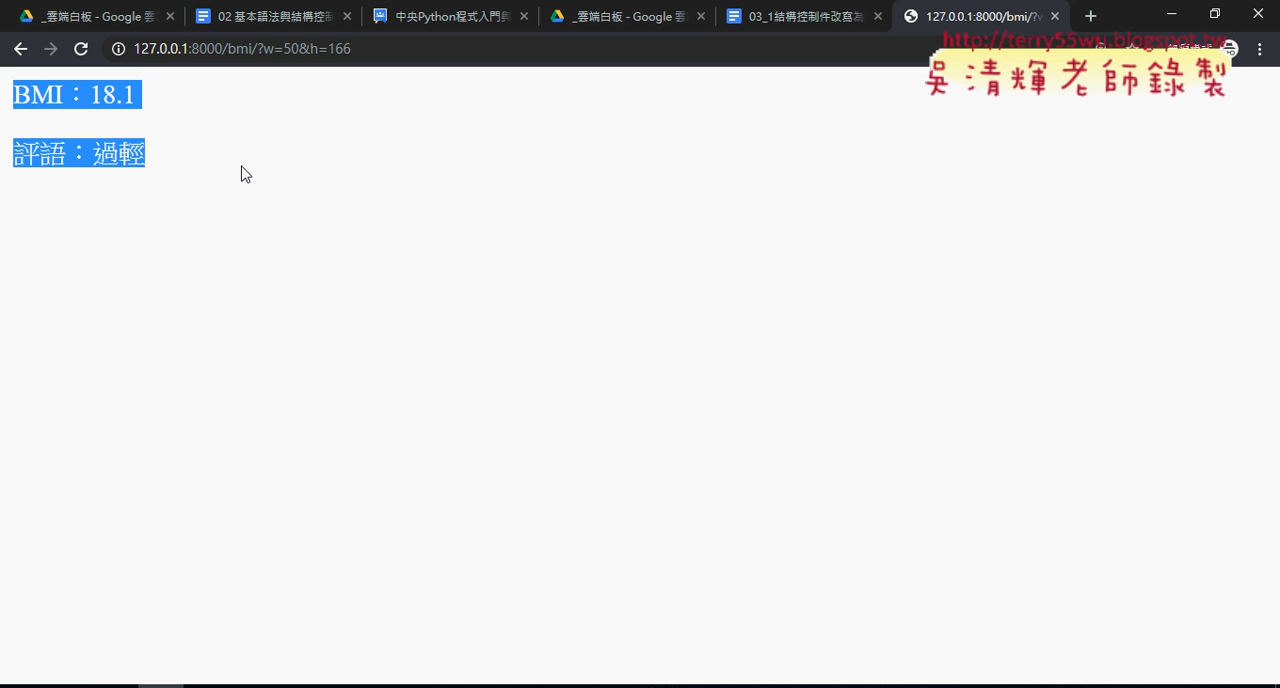 _雲端白板 - Google 雲
02 基本語法與結構控制
中央Python程式入門與
_雲端白板 - Google 雲
03_1結構控制件改寫為
127.0.0.1:8000/bmi/?w
127.0.0.1:8000/bmi/?w=50&h=166
http://terry55wu.blogspot.tw
吳清輝老師錄製
BMI：18.1
評語：過輕